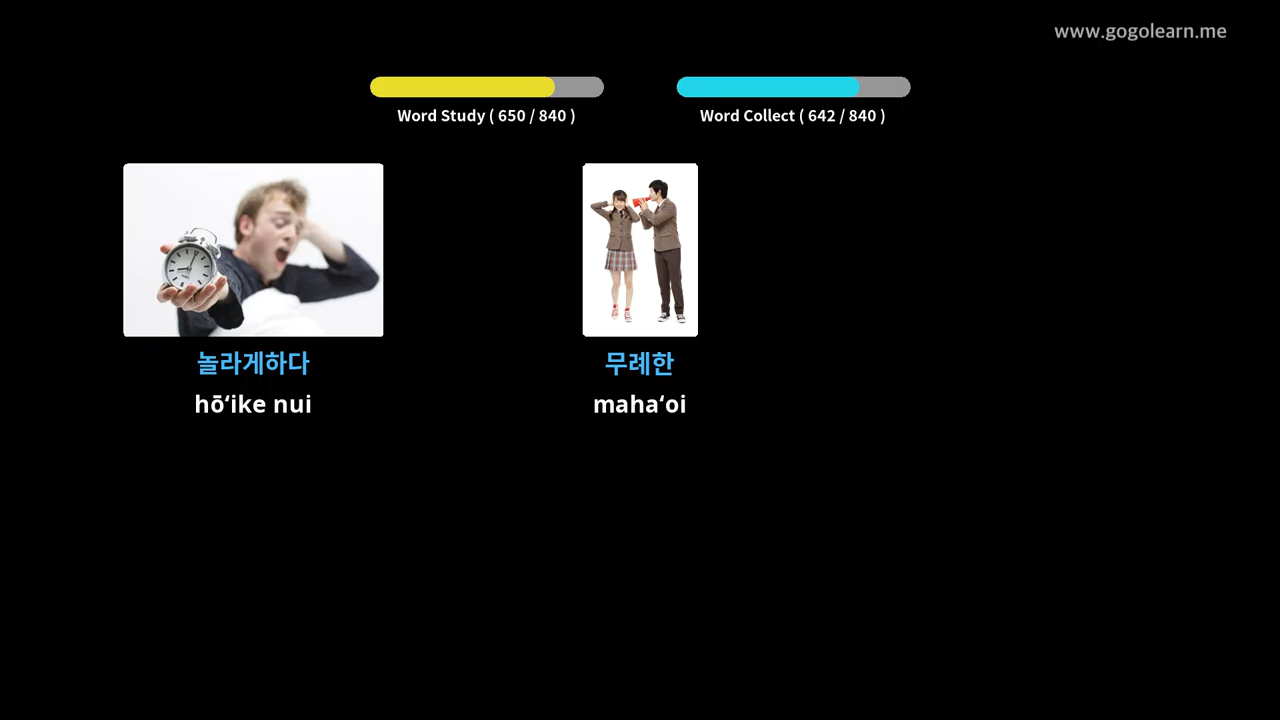 www.gogolearn.me
Word Study ( 650 / 840 )
Word Collect ( 642 / 840 )
놀라게하다
hōʻike nui
무례한
mahaʻoi